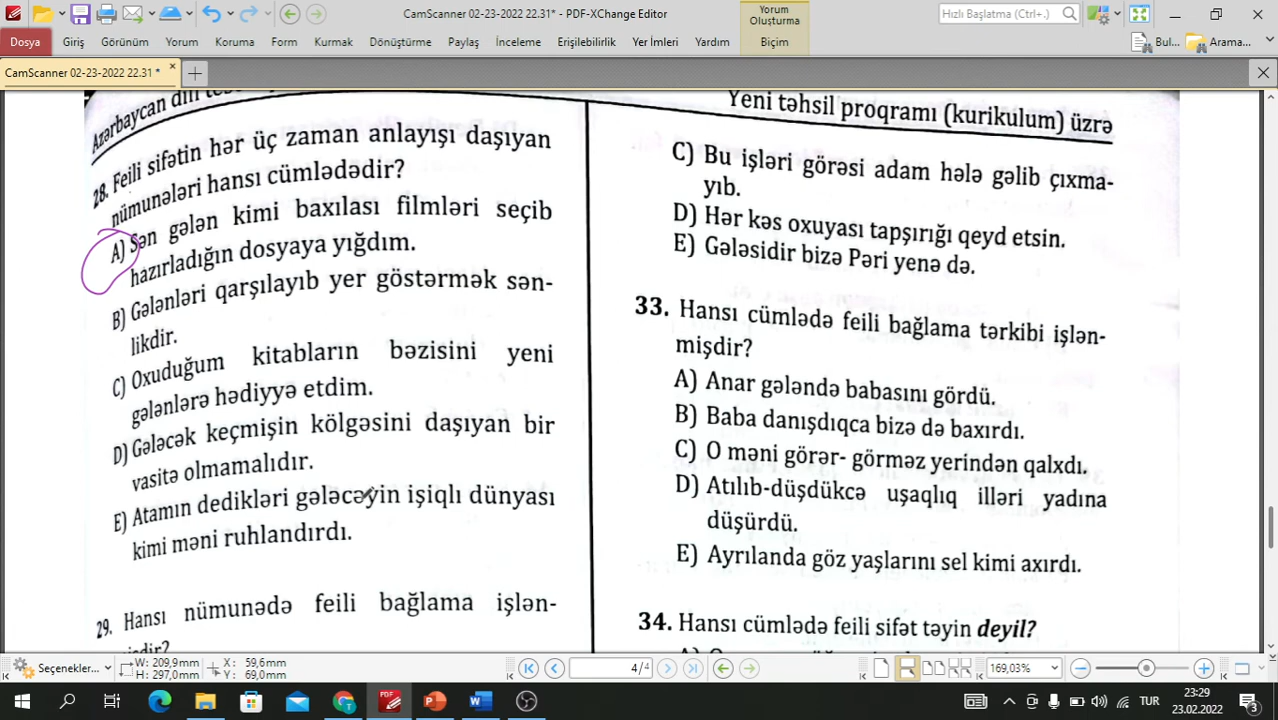 CamScanner 02-23-2022 22.31* - PDF-XChange Editor
Yorum Oluşturma
Hızlı Başlatma (Ctrl+.)
Dosya Giriş Görünüm Yorum Koruma Form Kurmak Dönüştürme Paylaş İnceleme Erişilebilirlik Yer İmleri Yardım Biçim
Bul... Arama...
CamScanner 02-23-2022 22.31 *
Azərbaycan dili
28. Feili sifətin hər üç zaman anlayışı daşıyan
nümunələri hansı cümlədədir?
A) Sən gələn kimi baxılası filmləri seçib
hazırladığın dosyaya yığdım.
B) Gələnləri qarşılayıb yer göstərmək sən-
likdir.
C) Oxuduğum kitabların bəzisini yeni
gələnlərə hədiyyə etdim.
D) Gələcək keçmişin kölgəsini daşıyan bir
vasitə olmamalıdır.
E) Atamın dedikləri gələcəyin işiqlı dünyası
kimi məni ruhlandırdı.
29. Hansı nümunədə feili bağlama işlən-
Yeni təhsil proqramı (kurikulum) üzrə
C) Bu işləri görəsi adam hələ gəlib çıxma-
yıb.
D) Hər kəs oxuyası tapşırığı qeyd etsin.
E) Gələsidir bizə Pəri yenə də.
33. Hansı cümlədə feili bağlama tərkibi işlən-
mişdir?
A) Anar gələndə babasını gördü.
B) Baba danışdıqca bizə də baxırdı.
C) O məni görər- görməz yerindən qalxdı.
D) Atılıb-düşdükcə uşaqlıq illəri yadına
düşürdü.
E) Ayrılanda göz yaşlarını sel kimi axırdı.
34. Hansı cümlədə feili sifət təyin deyil?
Seçenekler...
W: 209,9mm
H: 297,0mm
X: 59,6mm
Y: 69,0mm
4/4
169,03%
TUR
23:29
23.02.2022
3